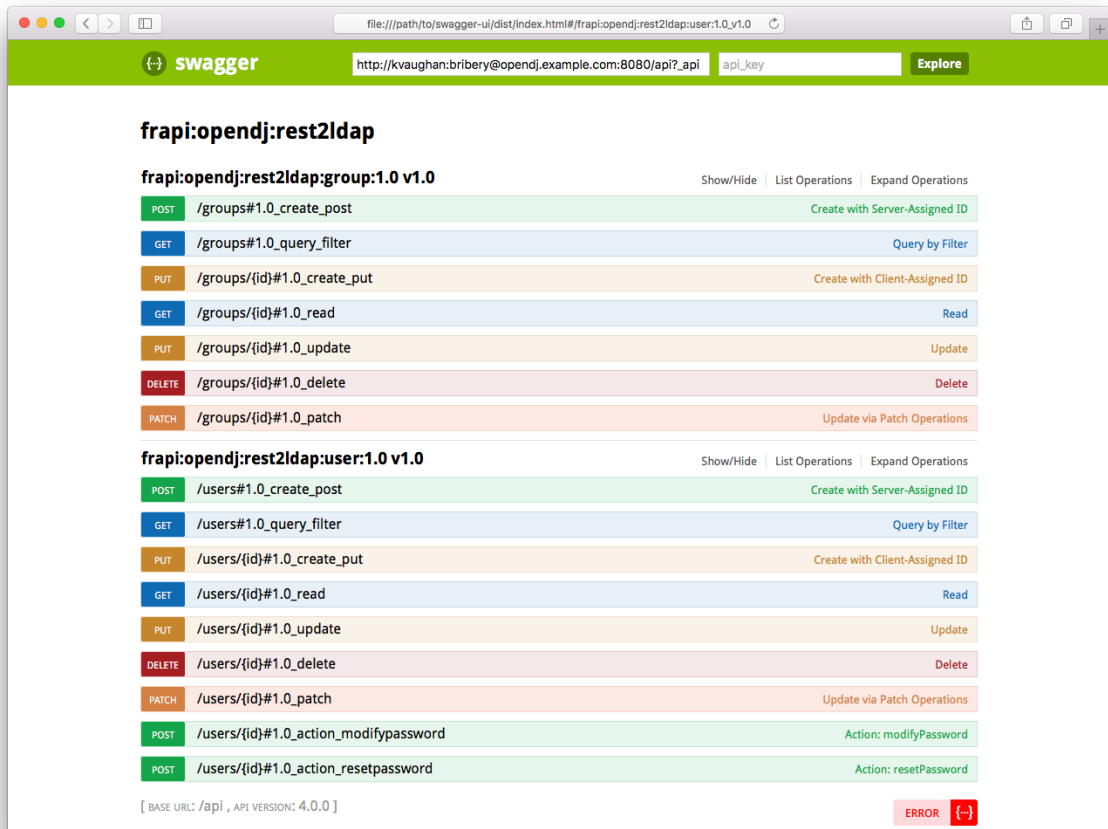 file:///path/to/swagger-ui/dist/index.html#/frapi:opendj:rest2ldap:user:1.0_v1.0
{··} swagger http://kvaughan:bribery@opendj.example.com:8080/api?_api api_key Explore
frapi:opendj:rest2ldap
frapi:opendj:rest2ldap:group:1.0 v1.0 Show/Hide List Operations Expand Operations
POST /groups#1.0_create_post Create with Server-Assigned ID
GET /groups#1.0_query_filter Query by Filter
PUT /groups/{id}#1.0_create_put Create with Client-Assigned ID
GET /groups/{id}#1.0_read Read
PUT /groups/{id}#1.0_update Update
DELETE /groups/{id}#1.0_delete Delete
PATCH /groups/{id}#1.0_patch Update via Patch Operations
frapi:opendj:rest2ldap:user:1.0 v1.0 Show/Hide List Operations Expand Operations
POST /users#1.0_create_post Create with Server-Assigned ID
GET /users#1.0_query_filter Query by Filter
PUT /users/{id}#1.0_create_put Create with Client-Assigned ID
GET /users/{id}#1.0_read Read
PUT /users/{id}#1.0_update Update
DELETE /users/{id}#1.0_delete Delete
PATCH /users/{id}#1.0_patch Update via Patch Operations
POST /users/{id}#1.0_action_modifypassword Action: modifyPassword
POST /users/{id}#1.0_action_resetpassword Action: resetPassword
[ BASE URL: /api , API VERSION: 4.0.0 ] ERROR {···}